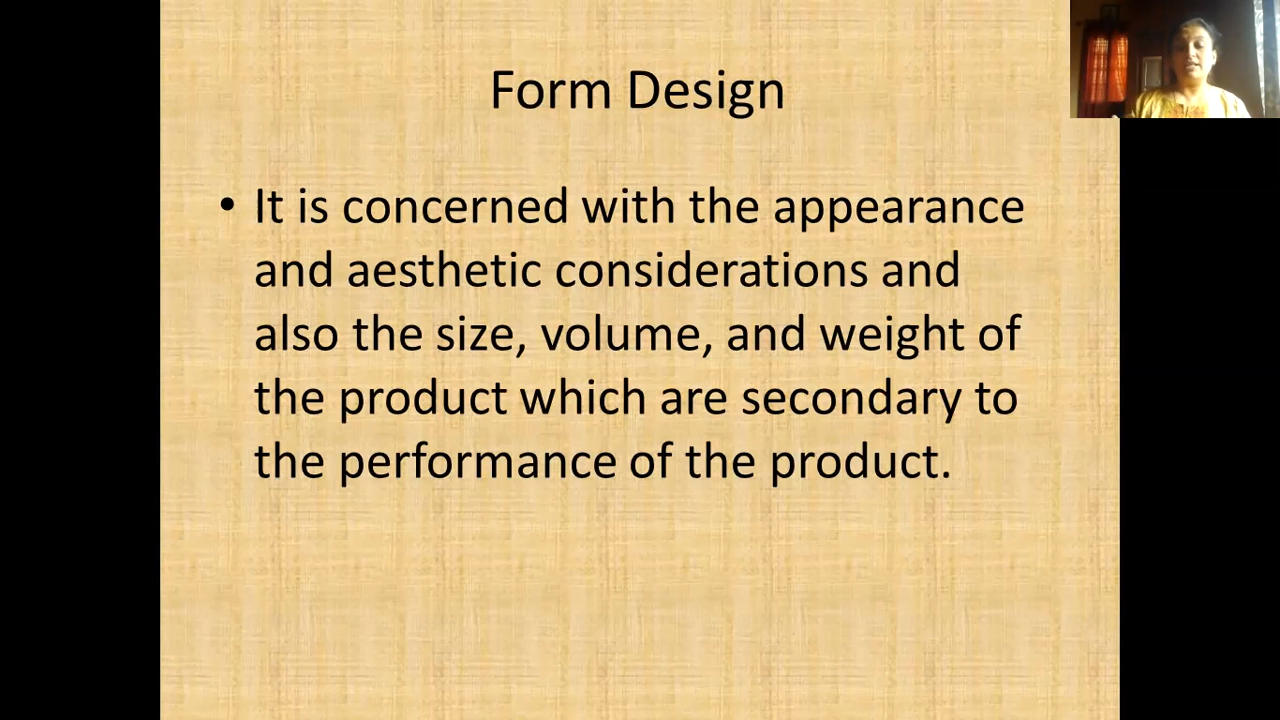 Form Design
• It is concerned with the appearance
and aesthetic considerations and
also the size, volume, and weight of
the product which are secondary to
the performance of the product.